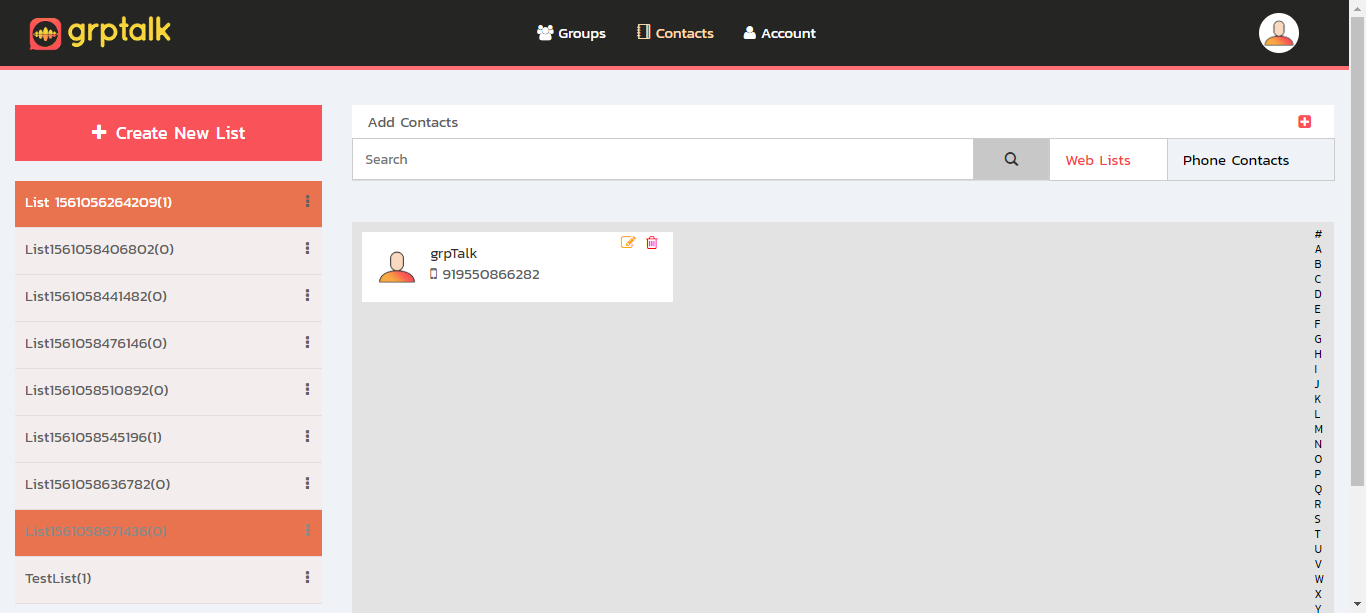 grptalk
Groups Contacts Account
Create New List
List 1561056264209(1)
List1561058406802(0)
List1561058441482(0)
List1561058476146(0)
List1561058510892(0)
List1561058545196(1)
List1561058636782(0)
List1561058671436(0)
TestList(1)
Add Contacts
Search
Web Lists
Phone Contacts
grpTalk
919550866282
#
A
B
C
D
E
F
G
H
I
J
K
L
M
N
O
P
Q
R
S
T
U
V
W
X
Y